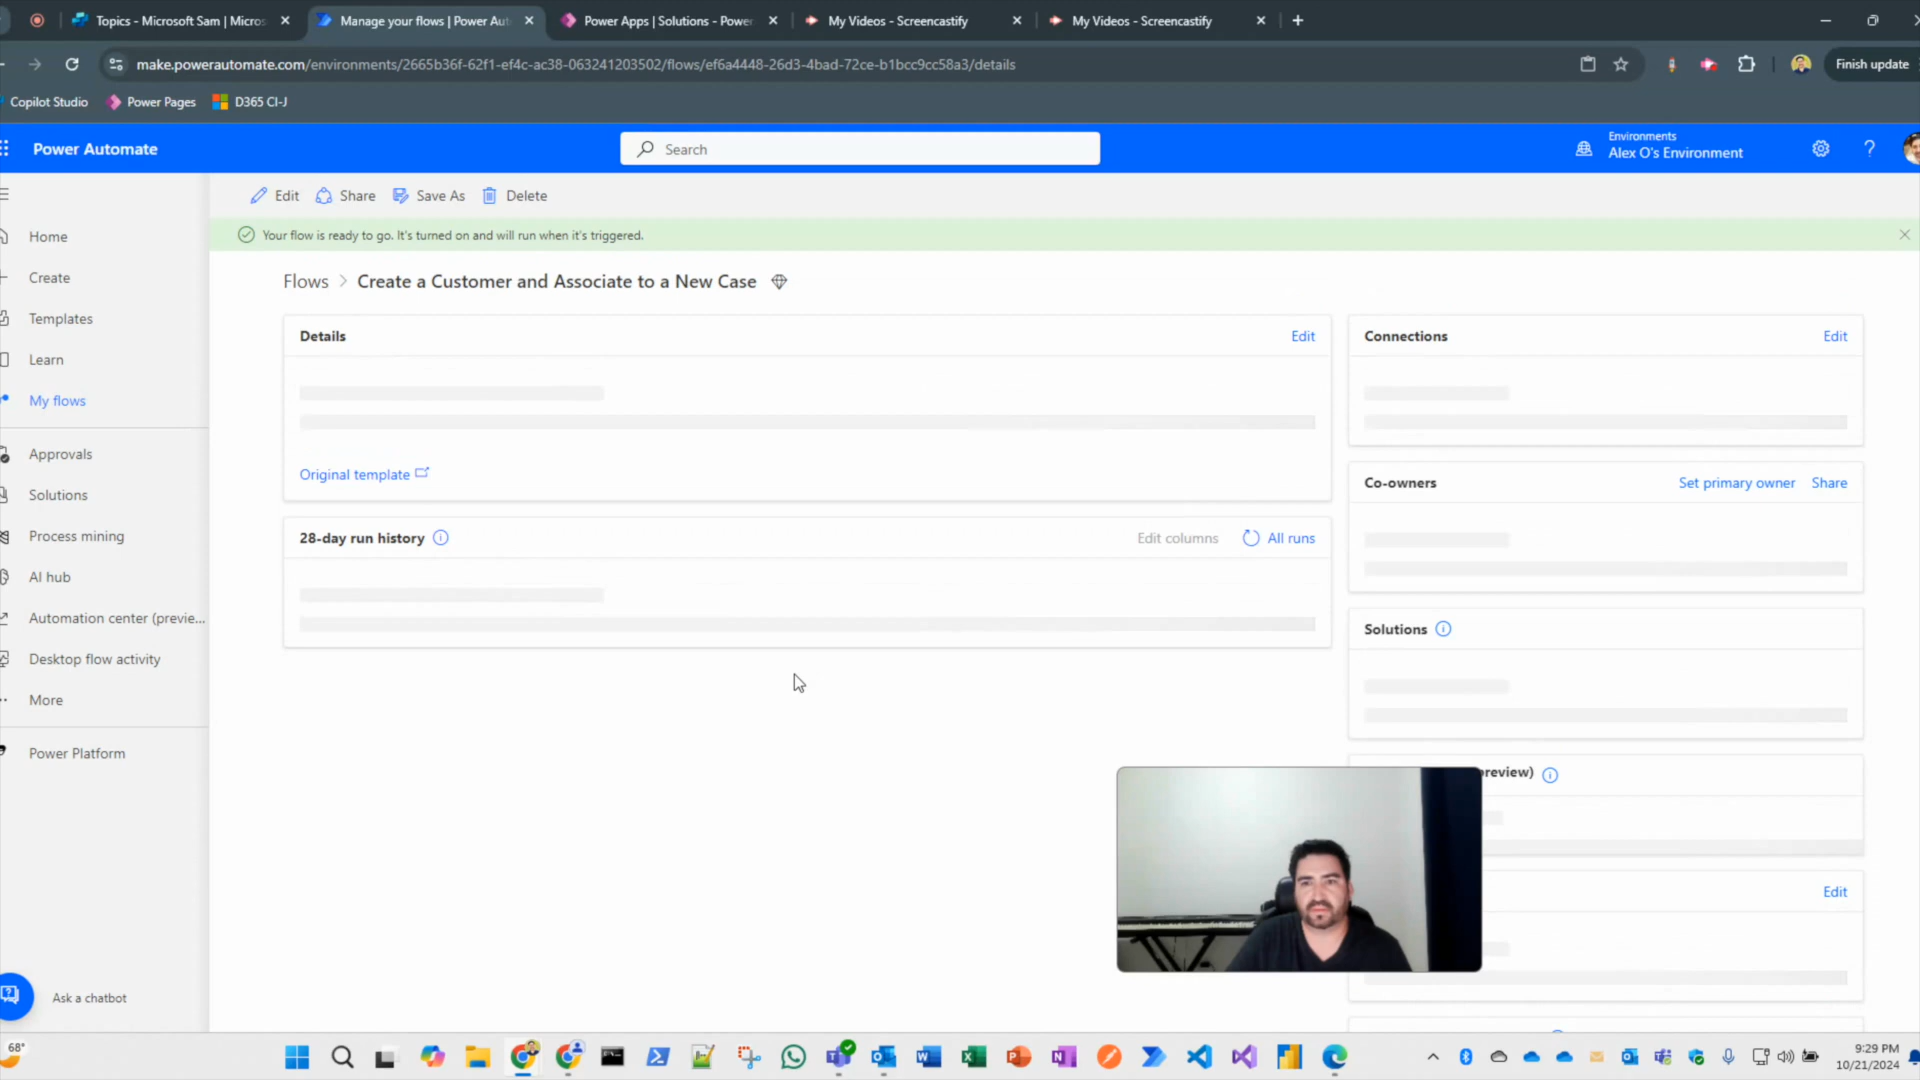 Topics - Microsoft Sam | Micros
Manage your flows | Power Aut
Power Apps | Solutions - Power
My Videos - Screencastify
My Videos - Screencastify
make.powerautomate.com/environments/2665b36f-62f1-ef4c-ac38-063241203502/flows/ef6a4448-26d3-4bad-72ce-b1bcc9cc58a3/details
Finish update
Copilot Studio
Power Pages
D365 CI-J
Power Automate
Search
Environments
Alex O's Environment
Edit
Share
Save As
Delete
Your flow is ready to go. It's turned on and will run when it's triggered.
Home
Create
Templates
Learn
My flows
Approvals
Solutions
Process mining
AI hub
Automation center (previe...
Desktop flow activity
More
Power Platform
Ask a chatbot
Flows > Create a Customer and Associate to a New Case
Details
Edit
Original template
28-day run history
Edit columns
All runs
Connections
Edit
Co-owners
Set primary owner
Share
Solutions
preview)
Edit
68°
9:29 PM
10/21/2024